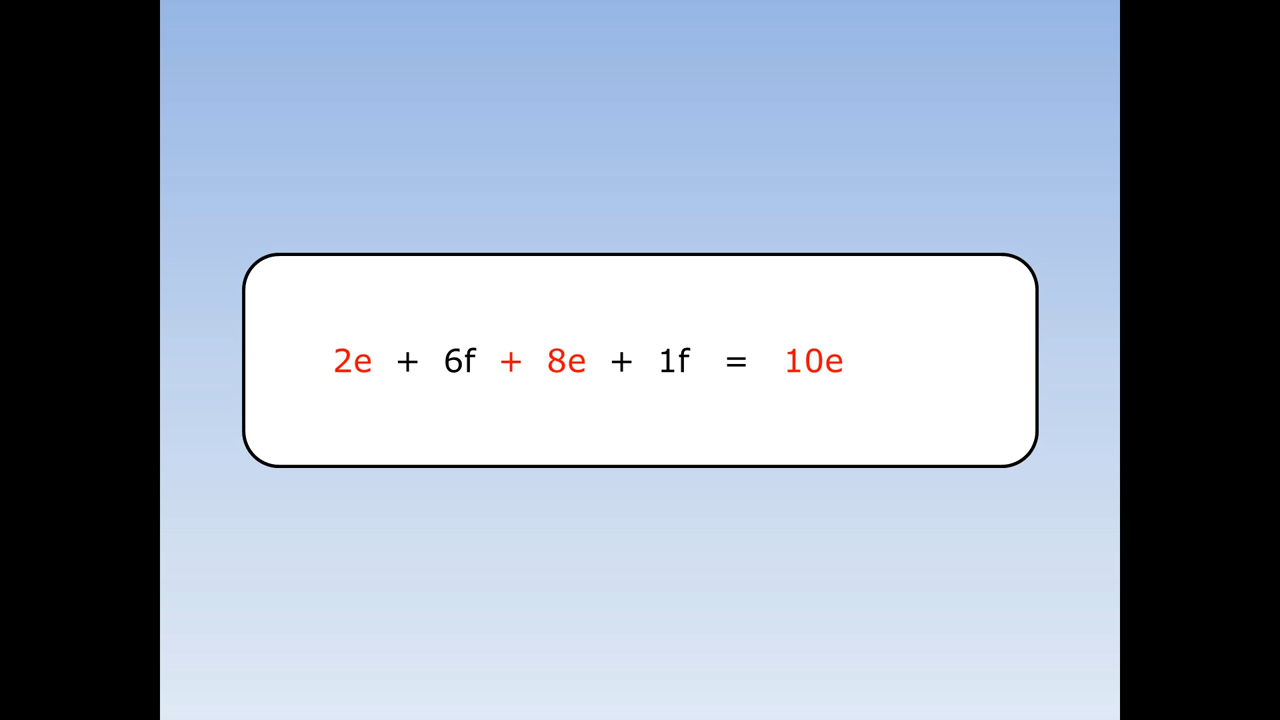 2e + 6f + 8e + 1f = 10e